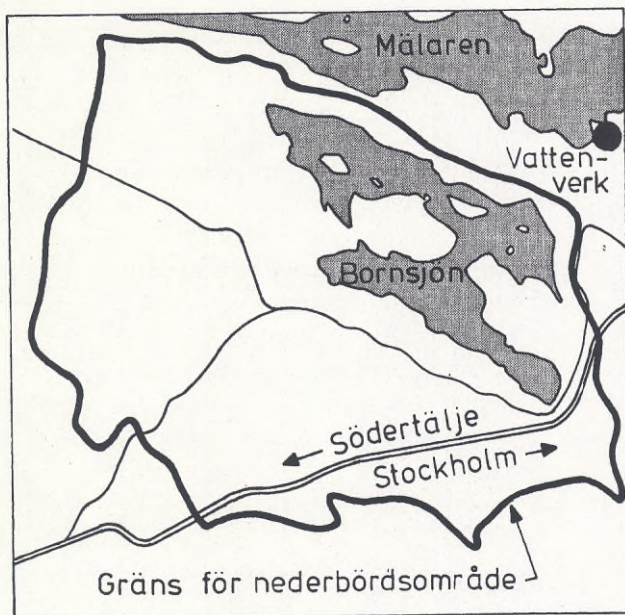 Mälaren
Vatten-
verk
Bornsjön
Södertälje
Stockholm
Gräns för nederbördsområde